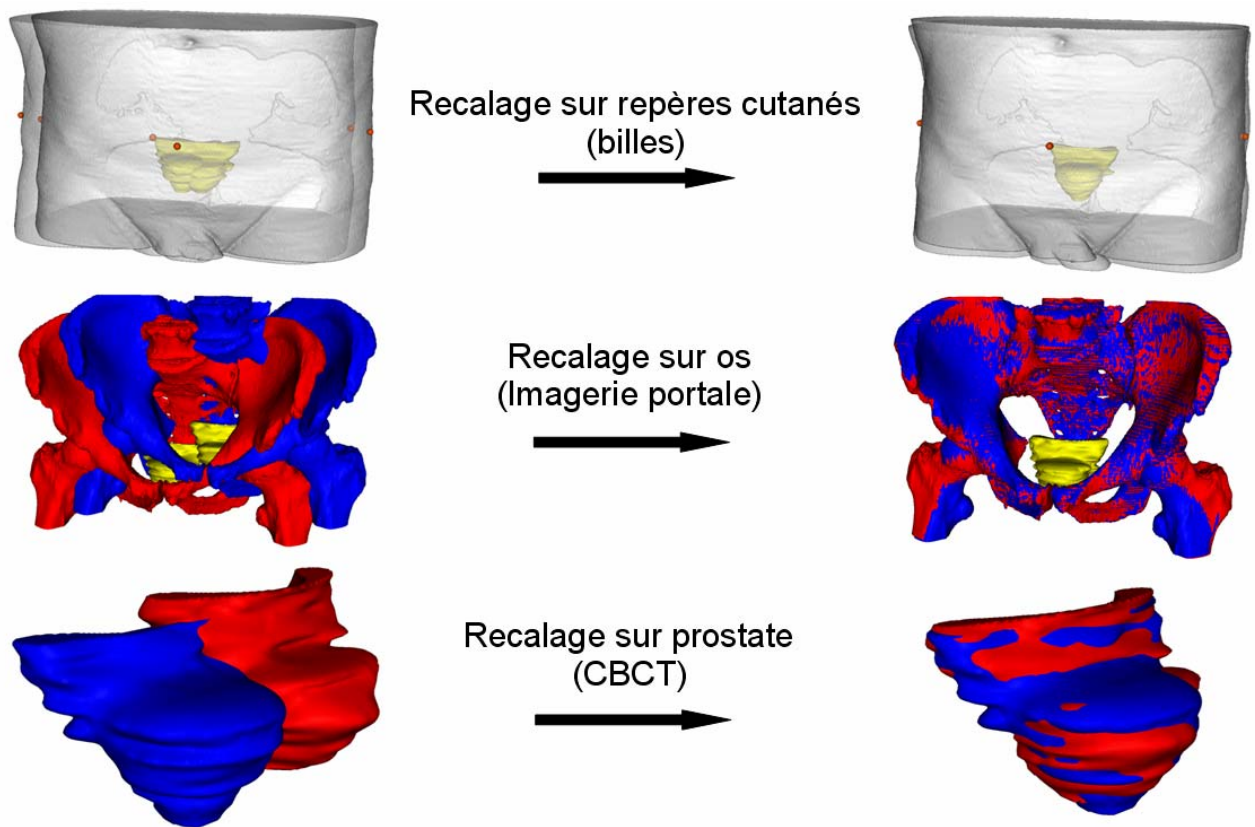 Recalage sur repères cutanés
(billes)
Recalage sur os
(Imagerie portale)
Recalage sur prostate
(CBCT)